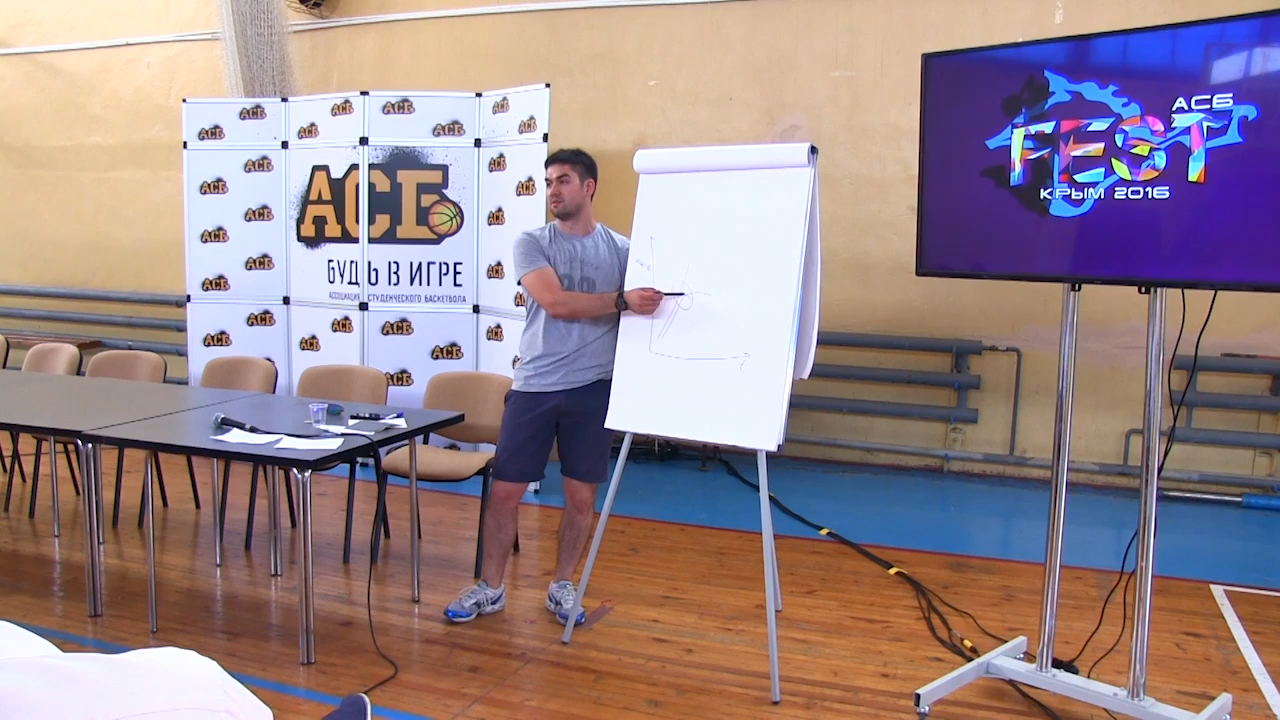 АСБ
БУДЬ В ИГРЕ
АССОЦИАЦИЯ СТУДЕНЧЕСКОГО БАСКЕТБОЛА
АСБ
FEST
КРЫМ 2016